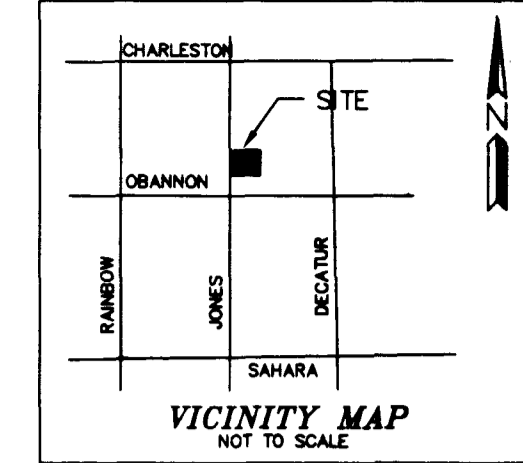 CHARLESTON
SITE
N
OBANNON
RAINBOW
JONES
DECATUR
SAHARA
VICINITY MAP
NOT TO SCALE